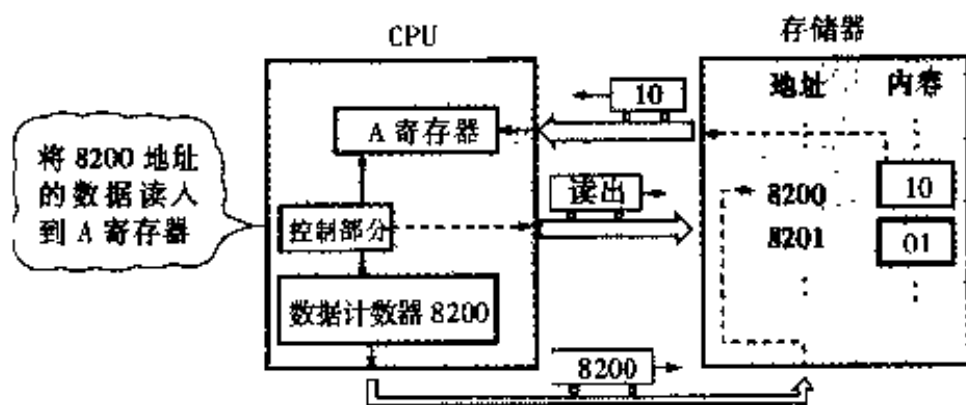 CPU
存储器
地址 内容
10
A 寄存器
将 8200 地址
的数据读入
到 A 寄存器
读出
8200
10
控制部分
8201
01
数据计数器 8200
8200